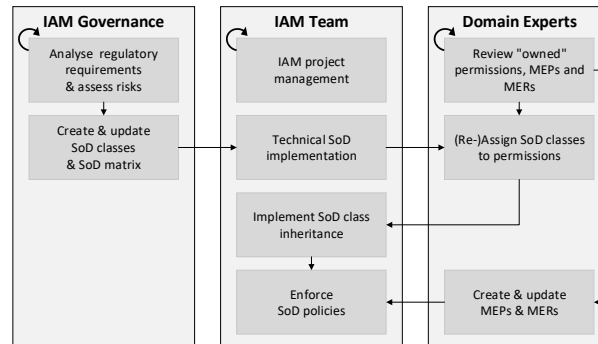 IAM Governance
Analyse regulatory
requirements
& assess risks
Create & update
SoD classes
& SoD matrix
IAM Team
IAM project
management
Technical SoD
implementation
Implement SoD class
inheritance
Enforce
SoD policies
Domain Experts
Review "owned"
permissions, MEPs and
MERs
(Re-)Assign SoD classes
to permissions
Create & update
MEPs & MERs